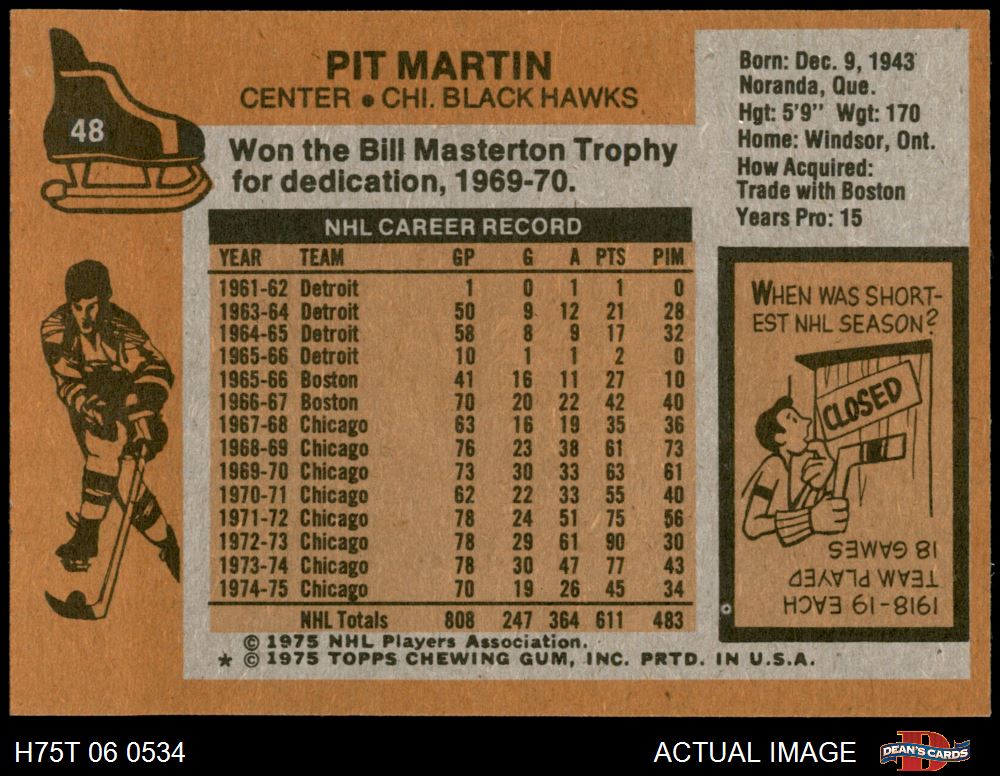 48
PIT MARTIN
CENTER • CHI. BLACK HAWKS
Won the Bill Masterton Trophy
for dedication, 1969-70.
NHL CAREER RECORD
YEAR TEAM GP G A PTS PIM
1961-62 Detroit 1 0 1 1 0
1963-64 Detroit 50 9 12 21 28
1964-65 Detroit 58 8 9 17 32
1965-66 Detroit 10 1 1 2 0
1965-66 Boston 41 16 11 27 10
1966-67 Boston 70 20 22 42 40
1967-68 Chicago 63 16 19 35 36
1968-69 Chicago 76 23 38 61 73
1969-70 Chicago 73 30 33 63 61
1970-71 Chicago 62 22 33 55 40
1971-72 Chicago 78 24 51 75 56
1972-73 Chicago 78 29 61 90 30
1973-74 Chicago 78 30 47 77 43
1974-75 Chicago 70 19 26 45 34
NHL Totals 808 247 364 611 483
© 1975 NHL Players Association.
* © 1975 TOPPS CHEWING GUM, INC. PRTD. IN U.S.A.
Born: Dec. 9, 1943
Noranda, Que.
Hgt: 5'9" Wgt: 170
Home: Windsor, Ont.
How Acquired:
Trade with Boston
Years Pro: 15
WHEN WAS SHORT-
EST NHL SEASON?
CLOSED
1918-19 EACH
TEAM PLAYED
18 GAMES
H75T 06 0534
ACTUAL IMAGE
D
DEAN'S CARDS